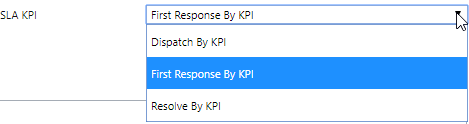 SLA KPI First Response By KPI
Dispatch By KPI
First Response By KPI
Resolve By KPI